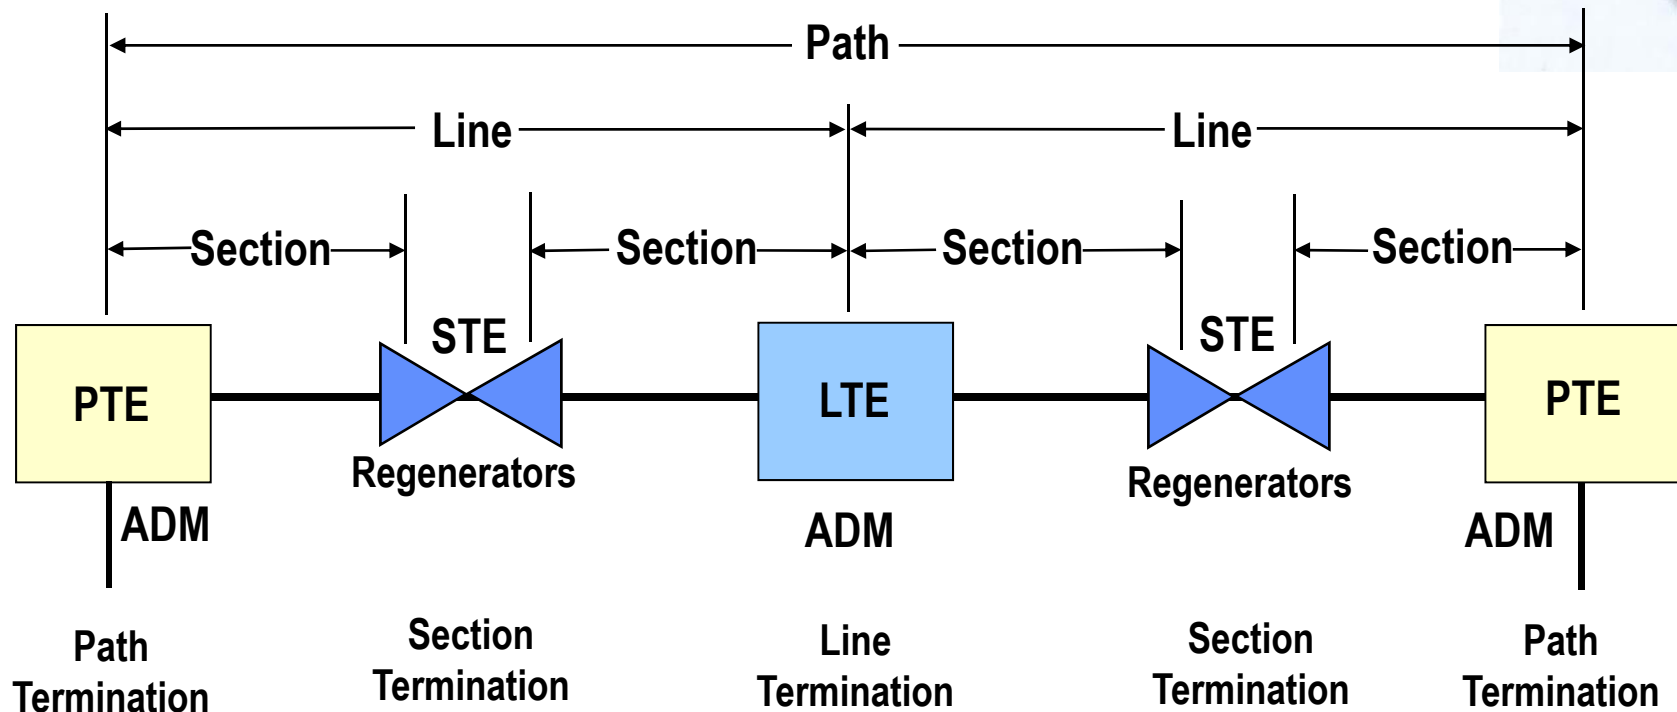 Path
Line
Line
Section
Section
Section
Section
STE
STE
PTE
LTE
PTE
Regenerators
Regenerators
ADM
ADM
ADM
Path
Termination
Section
Termination
Line
Termination
Section
Termination
Path
Termination